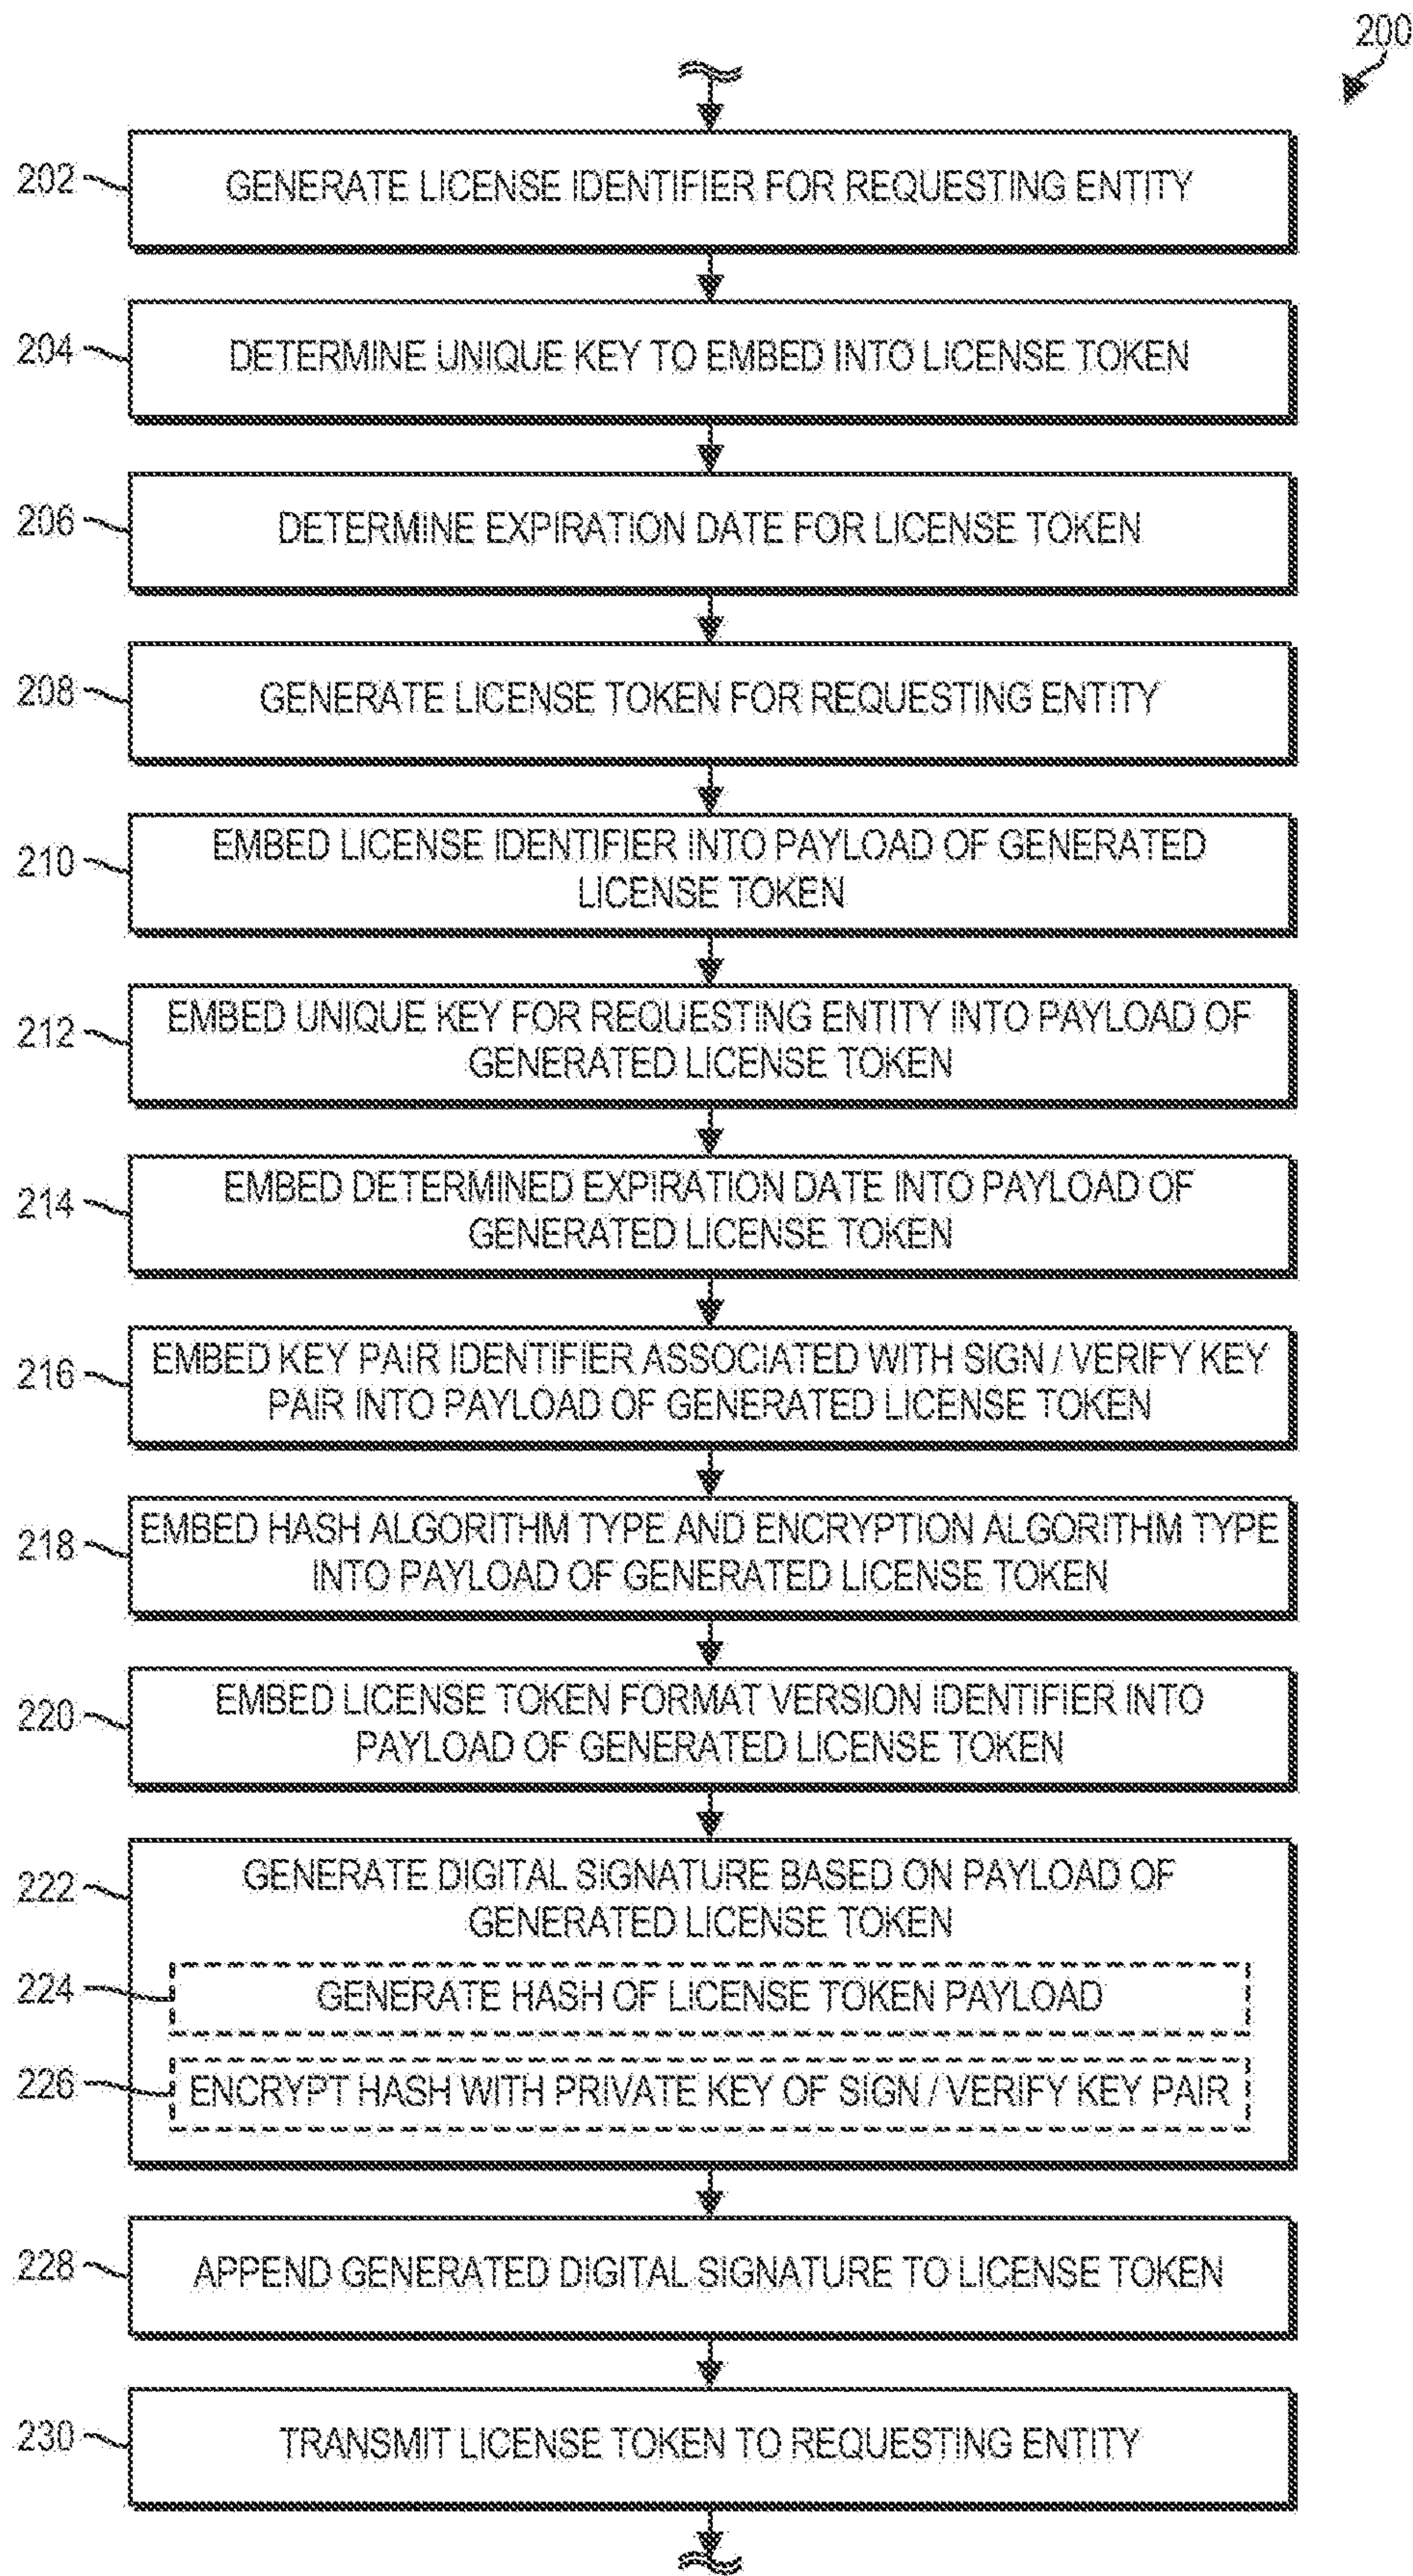 200
202
GENERATE LICENSE IDENTIFIER FOR REQUESTING ENTITY
204
DETERMINE UNIQUE KEY TO EMBED INTO LICENSE TOKEN
206
DETERMINE EXPIRATION DATE FOR LICENSE TOKEN
208
GENERATE LICENSE TOKEN FOR REQUESTING ENTITY
210
EMBED LICENSE IDENTIFIER INTO PAYLOAD OF GENERATED
LICENSE TOKEN
212
EMBED UNIQUE KEY FOR REQUESTING ENTITY INTO PAYLOAD OF
GENERATED LICENSE TOKEN
214
EMBED DETERMINED EXPIRATION DATE INTO PAYLOAD OF
GENERATED LICENSE TOKEN
216
EMBED KEY PAIR IDENTIFIER ASSOCIATED WITH SIGN / VERIFY KEY
PAIR INTO PAYLOAD OF GENERATED LICENSE TOKEN
218
EMBED HASH ALGORITHM TYPE AND ENCRYPTION ALGORITHM TYPE
INTO PAYLOAD OF GENERATED LICENSE TOKEN
220
EMBED LICENSE TOKEN FORMAT VERSION IDENTIFIER INTO
PAYLOAD OF GENERATED LICENSE TOKEN
222
GENERATE DIGITAL SIGNATURE BASED ON PAYLOAD OF
GENERATED LICENSE TOKEN
224
GENERATE HASH OF LICENSE TOKEN PAYLOAD
226
ENCRYPT HASH WITH PRIVATE KEY OF SIGN / VERIFY KEY PAIR
228
APPEND GENERATED DIGITAL SIGNATURE TO LICENSE TOKEN
230
TRANSMIT LICENSE TOKEN TO REQUESTING ENTITY